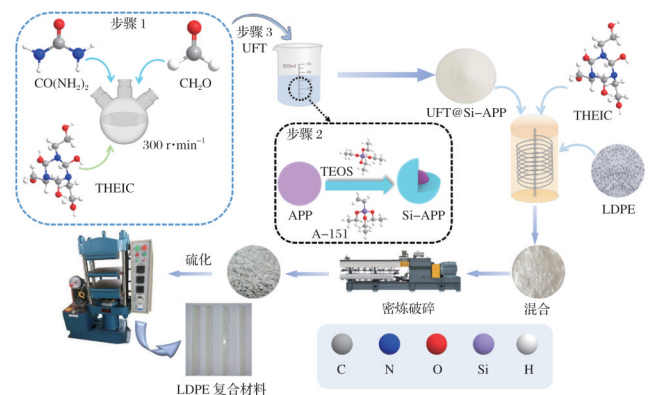 步骤 1
CO(NH₂)₂
CH₂O
300 r·min⁻¹
THEIC
步骤 3
UFT
UFT@Si-APP
THEIC
步骤 2
TEOS
APP
Si-APP
A-151
LDPE
硫化
密炼破碎
混合
LDPE 复合材料
C
N
O
Si
H